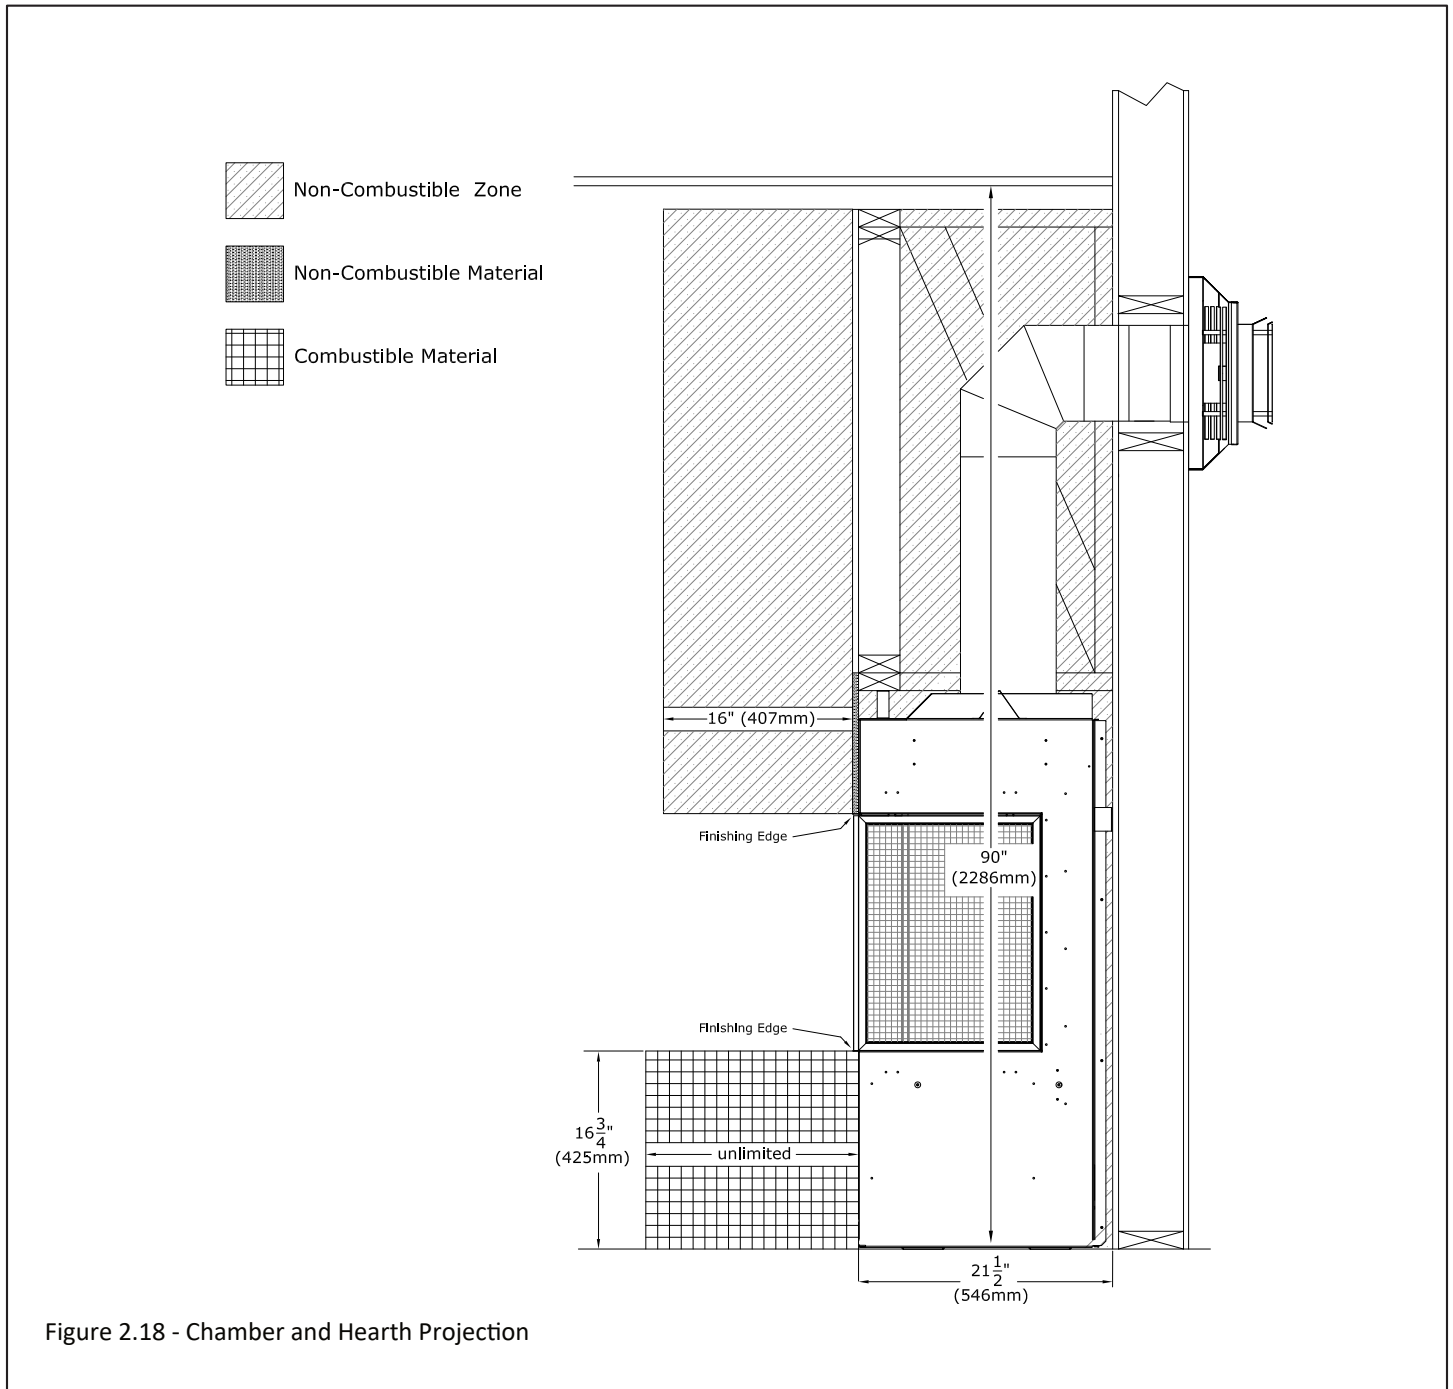 Non-Combustible Zone
Non-Combustible Material
Combustible Material
16" (407mm)
Finishing Edge
90"
(2286mm)
Finishing Edge
16 3/4"
(425mm)
unlimited
21 1/2"
(546mm)
Figure 2.18 - Chamber and Hearth Projection